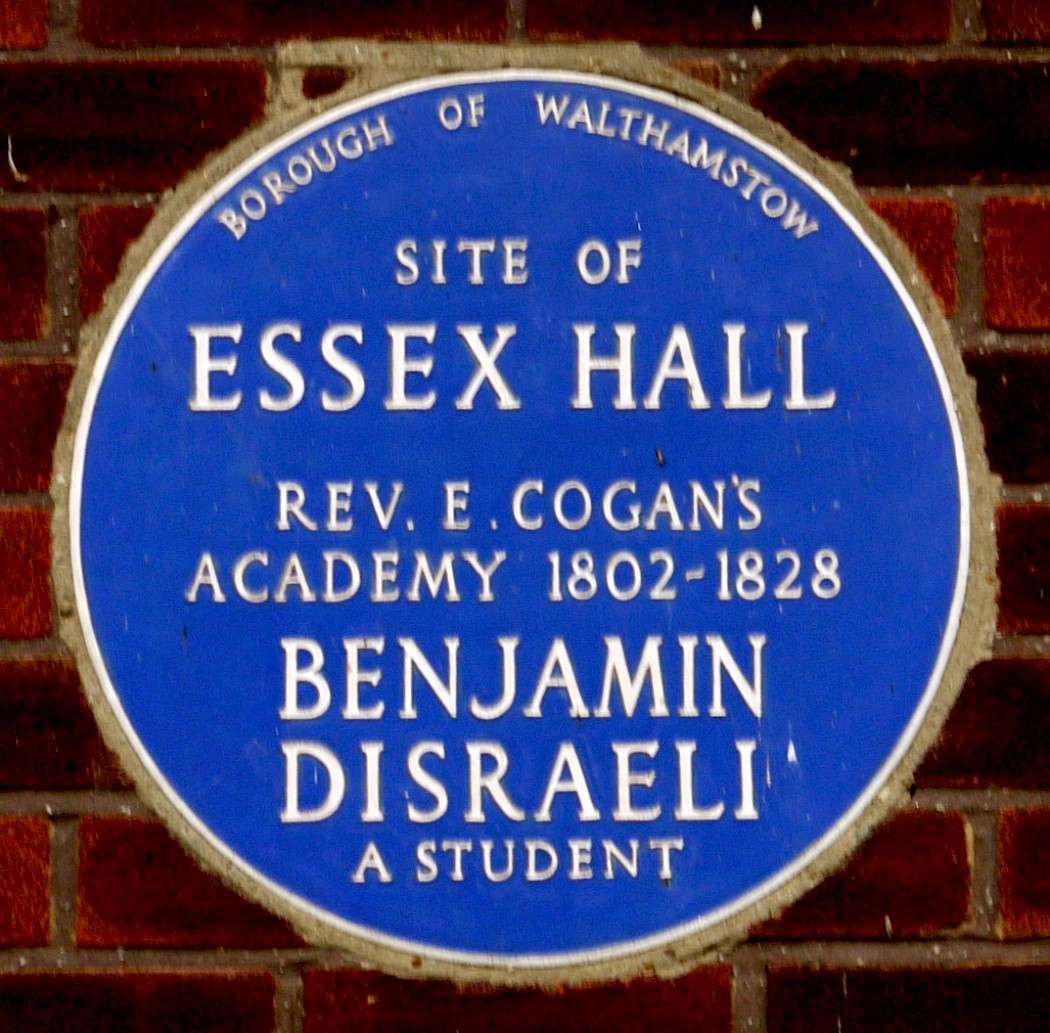 BOROUGH OF WALTHAMSTOW
SITE OF
ESSEX HALL
REV. E. COGAN'S
ACADEMY 1802-1828
BENJAMIN
DISRAELI
A STUDENT